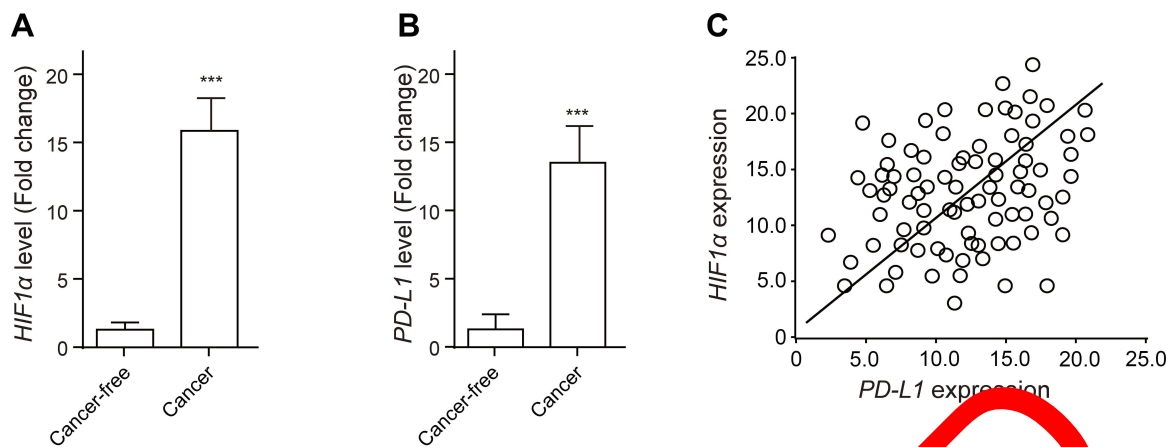 A
HIF1α level (Fold change)
20
15
10
5
0
***
Cancer-free
Cancer
B
PD-L1 level (Fold change)
20
15
10
5
0
***
Cancer-free
Cancer
C
HIF1α expression
25.0
20.0
15.0
10.0
5.0
0
0
5.0
10.0
15.0
20.0
25.0
PD-L1 expression